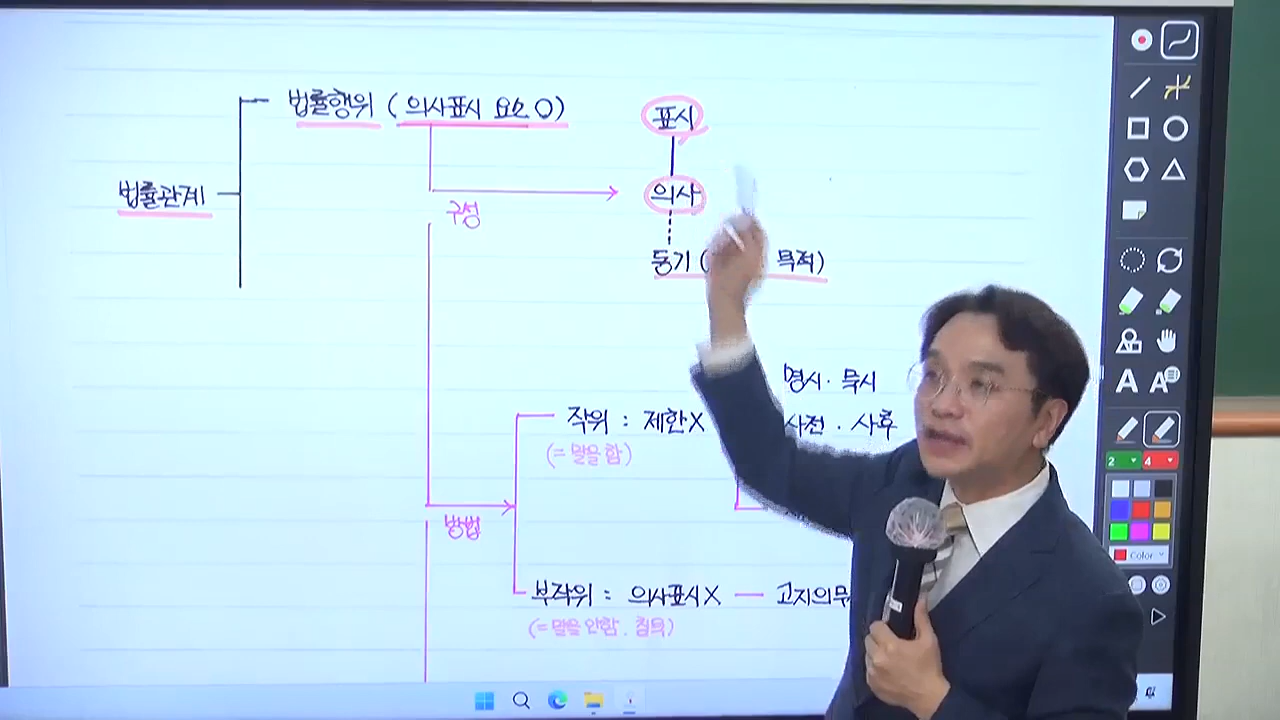 법률행위 (의사표시 요소 O)
표시
법률관계
의사
구성
동기 ( 목적)
명시 · 묵시
작위 : 제한X
사전 · 사후
(= 말을 함)
방법
부작위 : 의사표시X — 고지의무
(= 말을 안함. 침묵)
A A
2 4
Color